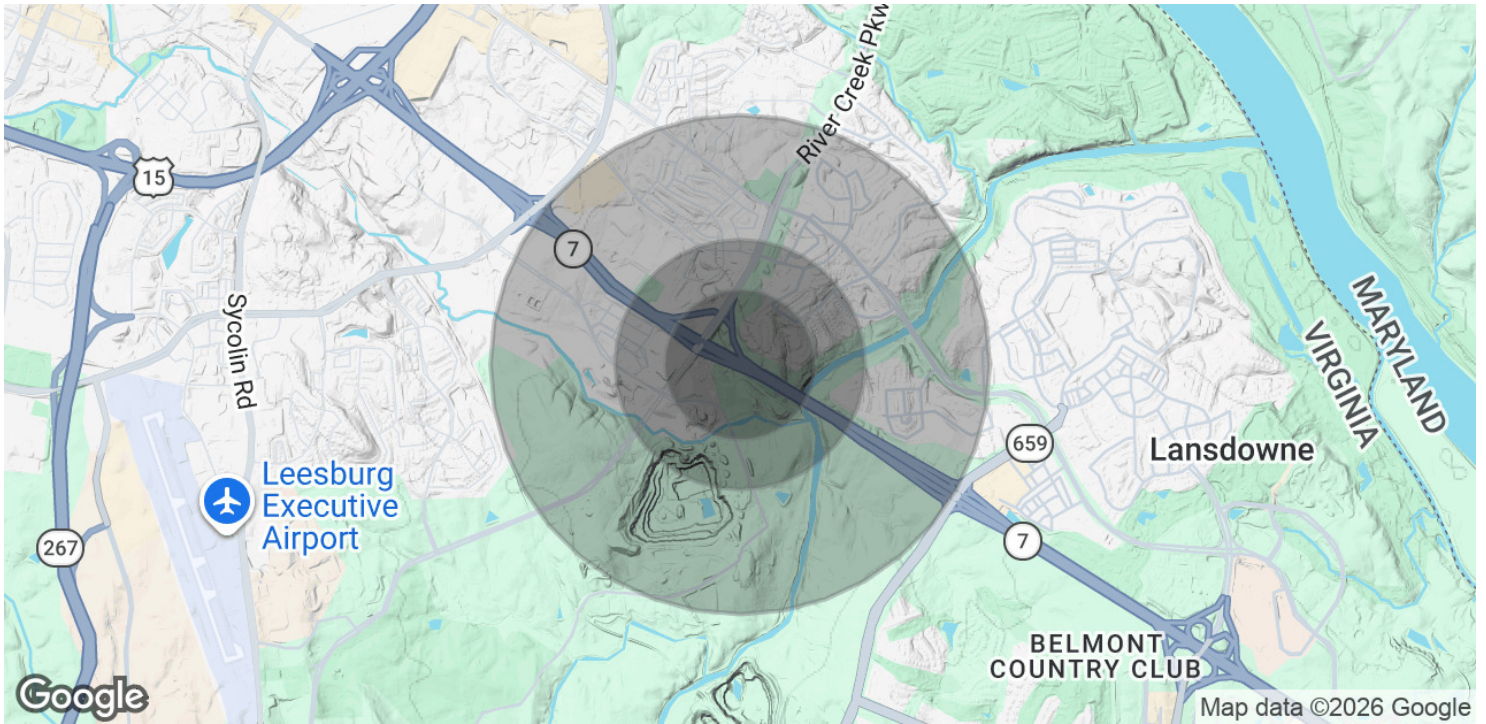 River Creek Pkw
15
7
Sycolin Rd
MARYLAND
VIRGINIA
659
Lansdowne
Leesburg
Executive
Airport
267
7
BELMONT
COUNTRY CLUB
Google
Map data ©2026 Google